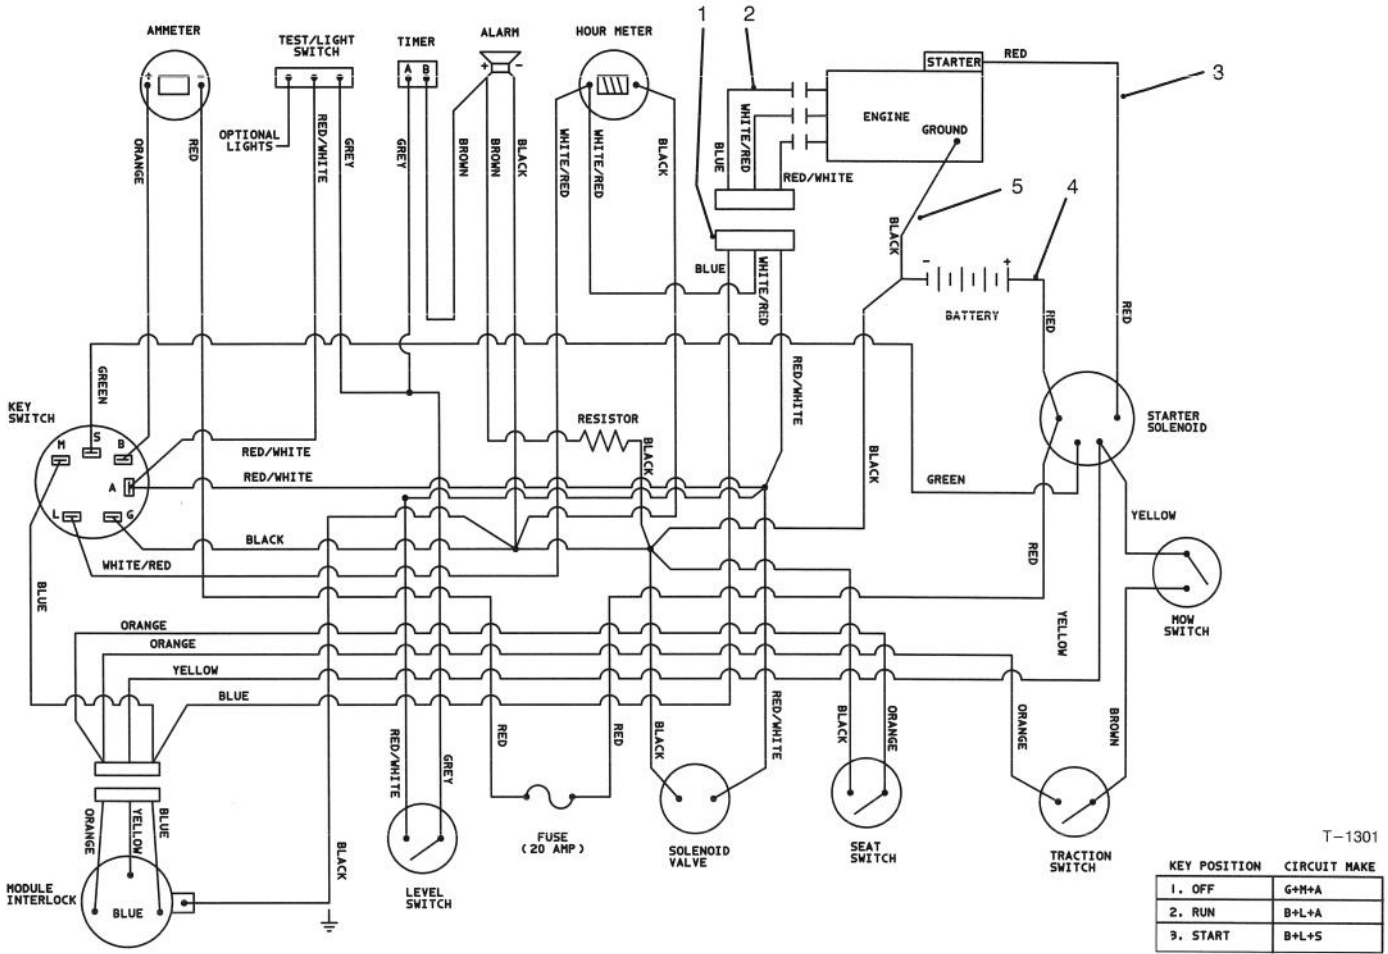 1
2
3
AMMETER
TEST/LIGHT
SWITCH
TIMER
ALARM
HOUR METER
STARTER
RED
+
-
A B
+
-
ENGINE
GROUND
OPTIONAL
LIGHTS
ORANGE
RED
RED/WHITE
GREY
GREY
BROWN
BROWN
BLACK
WHITE/RED
WHITE/RED
BLACK
BLUE
WHITE/RED
RED/WHITE
5
4
BLACK
-
+
BATTERY
BLUE
WHITE/RED
RED
RED
GREEN
RED/WHITE
KEY
SWITCH
M
S
B
A
L
G
RED/WHITE
RED/WHITE
RESISTOR
BLACK
BLACK
STARTER
SOLENOID
GREEN
YELLOW
BLACK
WHITE/RED
RED
BLUE
YELLOW
MOW
SWITCH
ORANGE
ORANGE
YELLOW
BLUE
RED/WHITE
GREY
RED
RED
BLACK
RED/WHITE
BLACK
ORANGE
ORANGE
BROWN
ORANGE
YELLOW
BLUE
BLACK
FUSE
(20 AMP)
SOLENOID
VALVE
SEAT
SWITCH
TRACTION
SWITCH
LEVEL
SWITCH
MODULE
INTERLOCK
BLUE
T-1301
KEY POSITION CIRCUIT MAKE
1. OFF G+M+A
2. RUN B+L+A
3. START B+L+S